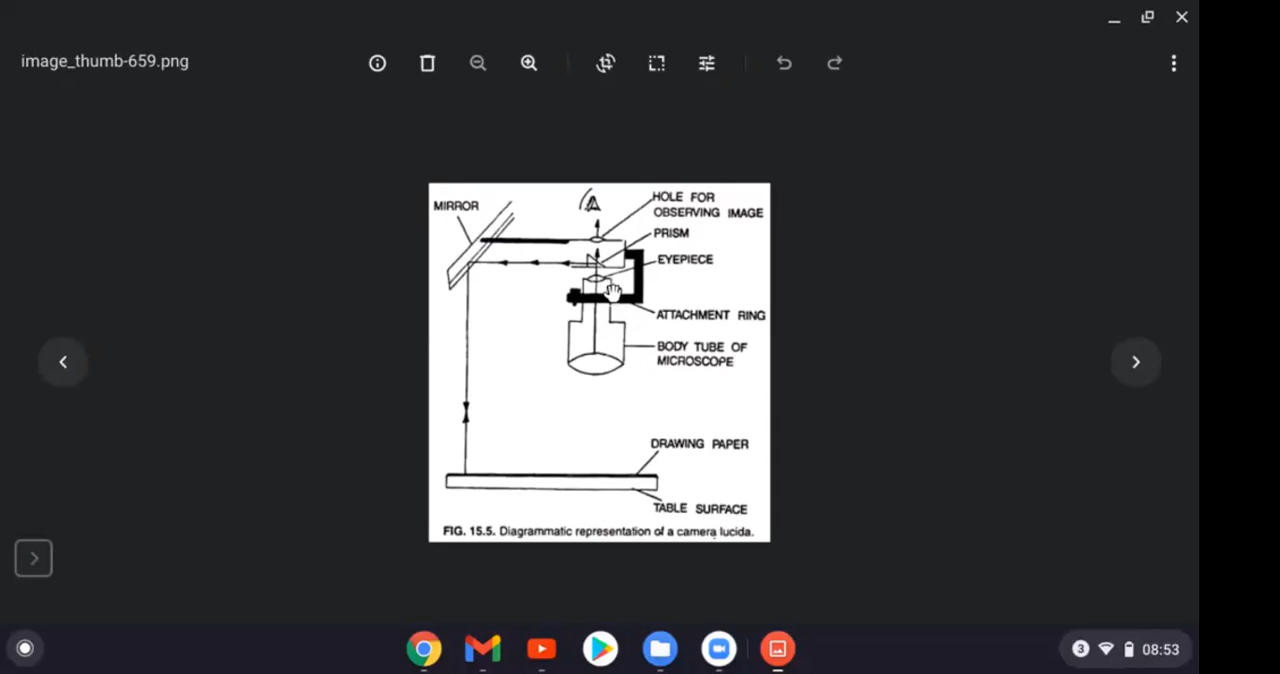 image_thumb-659.png
MIRROR
HOLE FOR
OBSERVING IMAGE
PRISM
EYEPIECE
ATTACHMENT RING
BODY TUBE OF
MICROSCOPE
DRAWING PAPER
TABLE SURFACE
FIG. 15.5. Diagrammatic representation of a camera lucida.
3 08:53